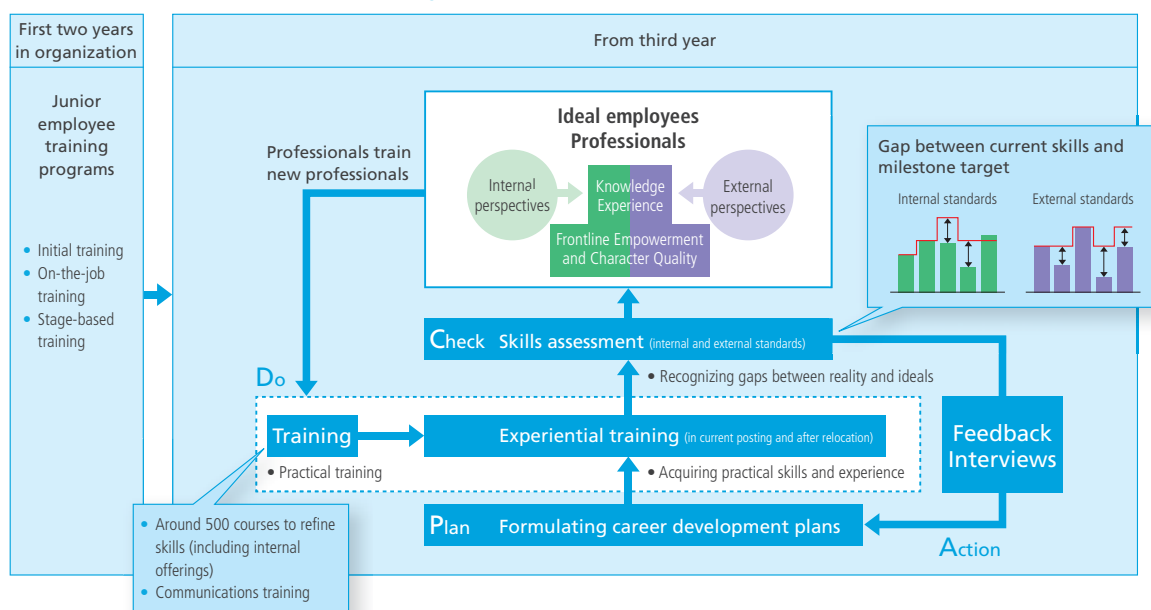 First two years
in organization
From third year
Junior
employee
training
programs
• Initial training
• On-the-job
training
• Stage-based
training
Professionals train
new professionals
Ideal employees
Professionals
Internal
perspectives
Knowledge
Experience
External
perspectives
Frontline Empowerment
and Character Quality
Gap between current skills and
milestone target
Internal standards
External standards
Check Skills assessment (internal and external standards)
• Recognizing gaps between reality and ideals
Do
Training
Experiential training (in current posting and after relocation)
• Practical training
• Acquiring practical skills and experience
Feedback
Interviews
Plan Formulating career development plans
Action
• Around 500 courses to refine
skills (including internal
offerings)
• Communications training